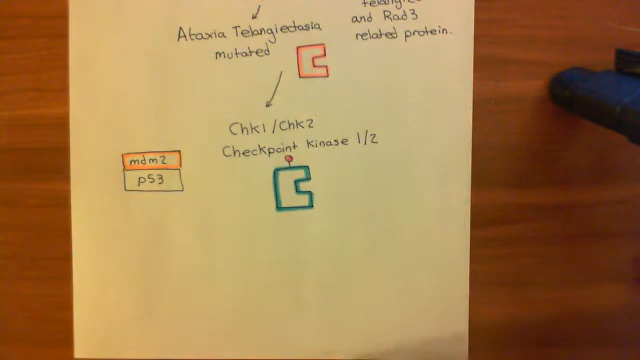 Ataxia Telangiectasia
mutated
and Rad3
related protein.
Chk1/Chk2
Checkpoint kinase 1/2
mdm2
p53